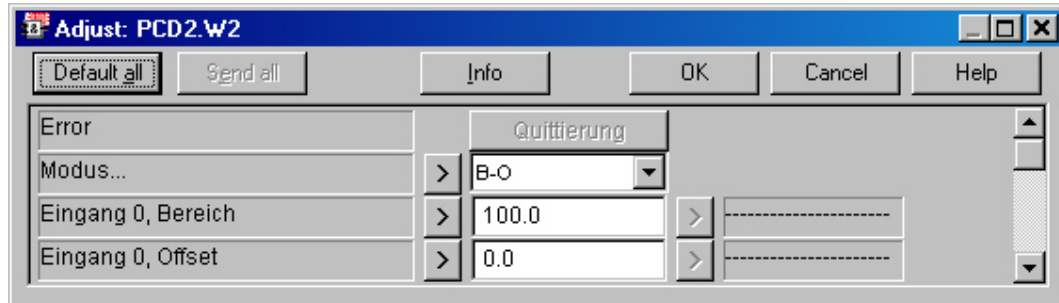 Adjust: PCD2.W2
Default all Send all Info OK Cancel Help
Error Quittierung
Modus... > B-O
Eingang 0, Bereich > 100.0 > --------------------
Eingang 0, Offset > 0.0 > --------------------